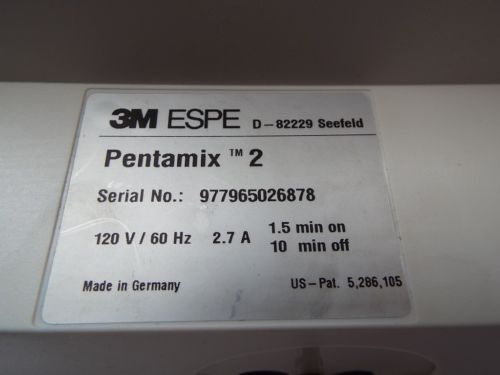 3M ESPE D-82229 Seefeld
Pentamix ™ 2
Serial No.: 977965026878
120 V / 60 Hz 2.7 A 1.5 min on
10 min off
Made in Germany US-Pat. 5,286,105